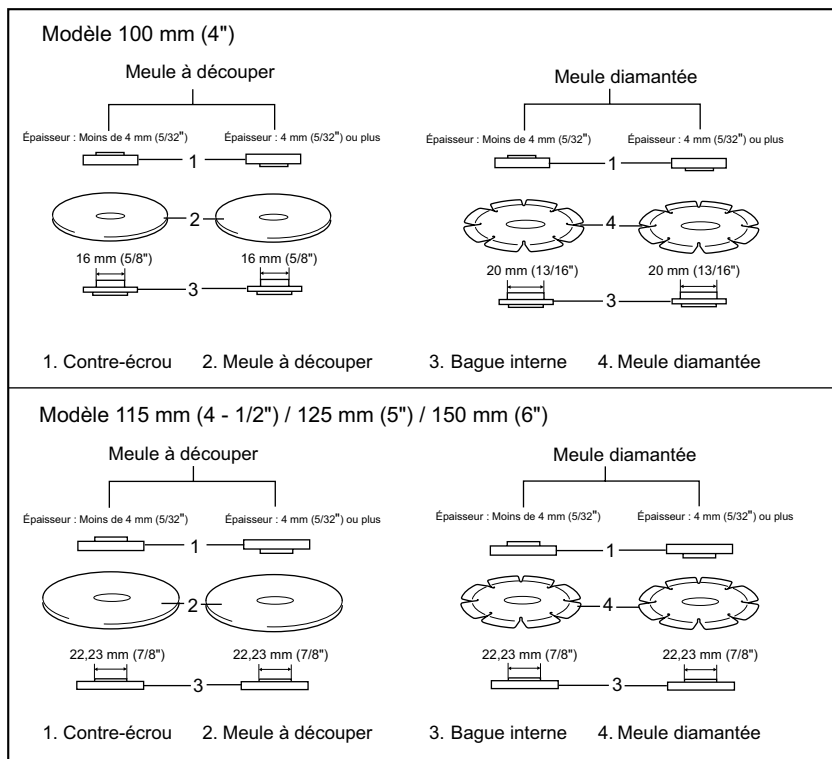 Modèle 100 mm (4")
Meule à découper
Meule diamantée
Épaisseur : Moins de 4 mm (5/32") Épaisseur : 4 mm (5/32") ou plus
Épaisseur : Moins de 4 mm (5/32") Épaisseur : 4 mm (5/32") ou plus
1
1
2
4
16 mm (5/8") 16 mm (5/8")
20 mm (13/16") 20 mm (13/16")
3
3
1. Contre-écrou 2. Meule à découper 3. Bague interne 4. Meule diamantée
Modèle 115 mm (4 - 1/2") / 125 mm (5") / 150 mm (6")
Meule à découper
Meule diamantée
Épaisseur : Moins de 4 mm (5/32") Épaisseur : 4 mm (5/32") ou plus
Épaisseur : Moins de 4 mm (5/32") Épaisseur : 4 mm (5/32") ou plus
1
1
2
4
22,23 mm (7/8") 22,23 mm (7/8")
22,23 mm (7/8") 22,23 mm (7/8")
3
3
1. Contre-écrou 2. Meule à découper 3. Bague interne 4. Meule diamantée